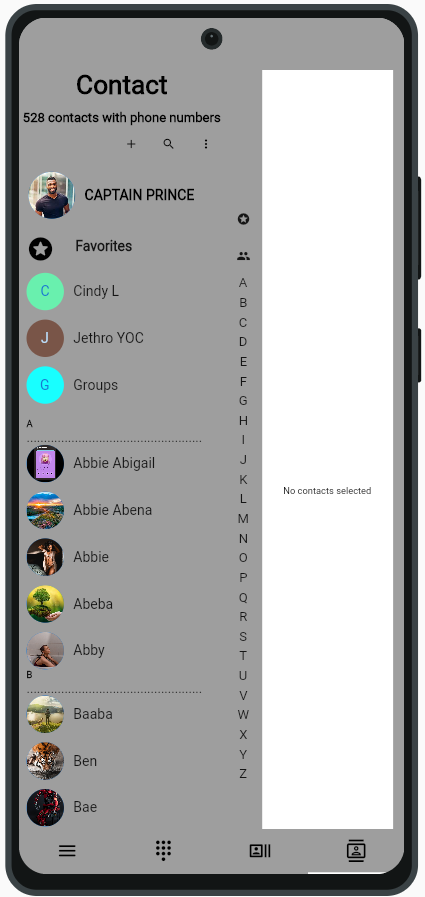 Contact
528 contacts with phone numbers
CAPTAIN PRINCE
Favorites
C Cindy L
J Jethro YOC
G Groups
A
Abbie Abigail
Abbie Abena
Abbie
Abeba
Abby
B
Baaba
Ben
Bae
A
B
C
D
E
F
G
H
I
J
K
L
M
N
O
P
Q
R
S
T
U
V
W
X
Y
Z
No contacts selected